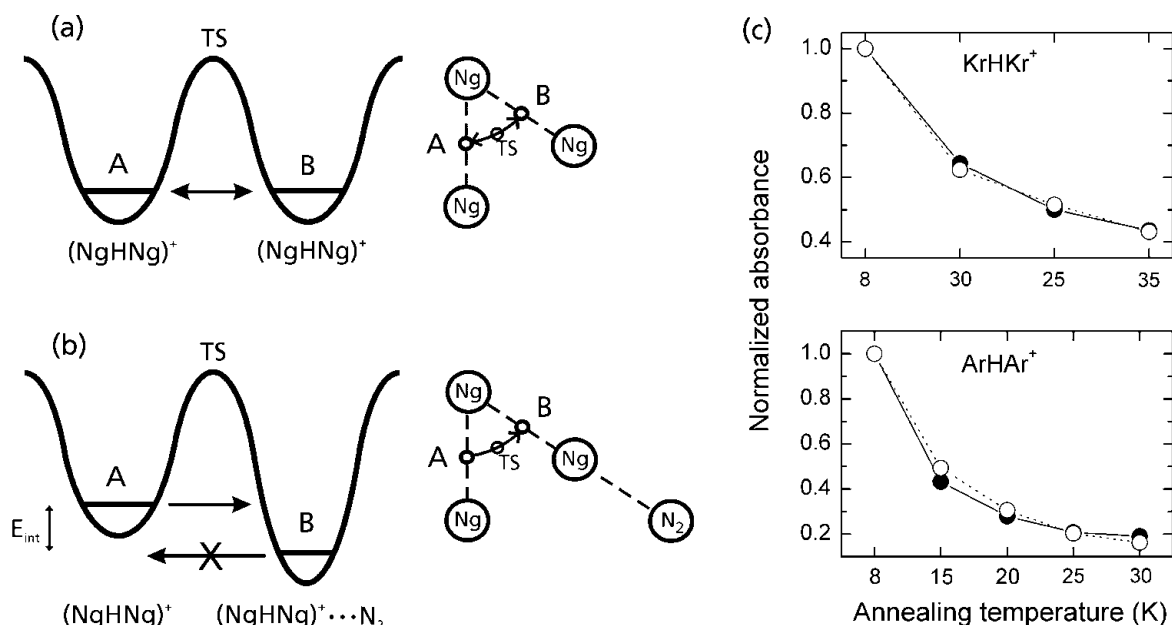 (a)
TS
A
B
(NgHNg)⁺
(NgHNg)⁺
Ng
B
A
TS
Ng
Ng
(b)
TS
A
B
E_int
X
(NgHNg)⁺
(NgHNg)⁺···N₂
Ng
B
A
TS
Ng
Ng
N₂
(c)
Normalized absorbance
KrHKr⁺
1.0
0.8
0.6
0.4
8
30
25
35
ArHAr⁺
1.0
0.8
0.6
0.4
0.2
8
15
20
25
30
Annealing temperature (K)